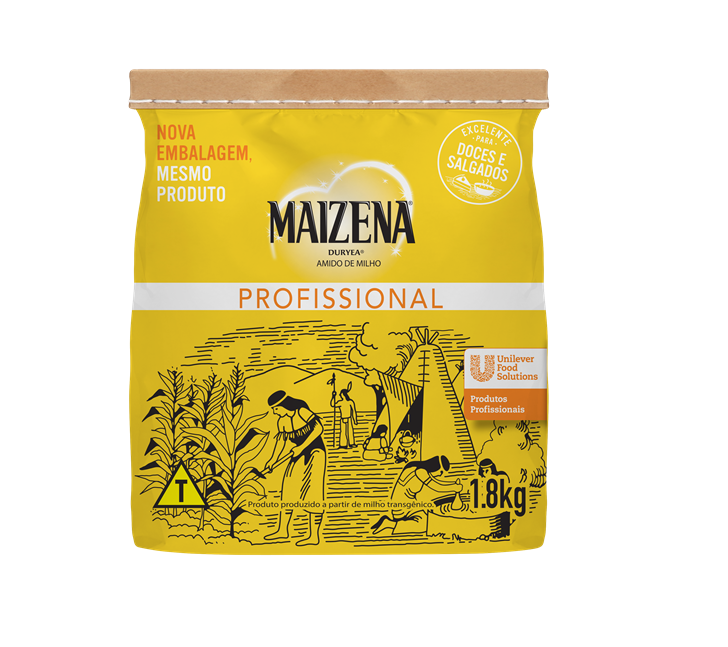 NOVA
EMBALAGEM,
MESMO
PRODUTO
EXCELENTE
PARA
DOCES E
SALGADOS
MAIZENA®
DURYEA®
AMIDO DE MILHO
PROFISSIONAL
U
Unilever
Food
Solutions
Produtos
Profissionais
T
Produto produzido a partir de milho transgênico.
1.8kg